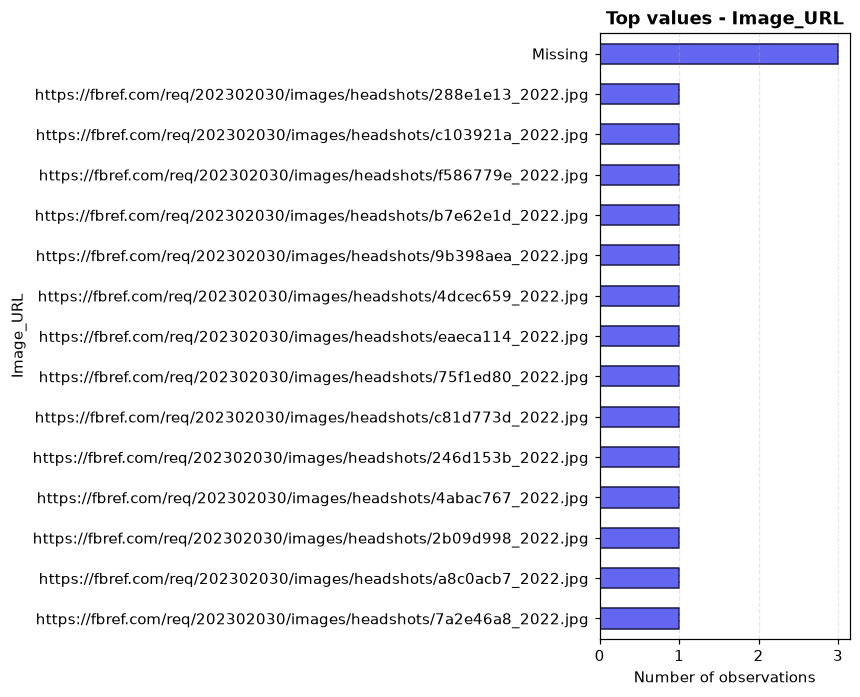 Top values - Image_URL
Missing
https://fbref.com/req/202302030/images/headshots/288e1e13_2022.jpg
https://fbref.com/req/202302030/images/headshots/c103921a_2022.jpg
https://fbref.com/req/202302030/images/headshots/f586779e_2022.jpg
https://fbref.com/req/202302030/images/headshots/b7e62e1d_2022.jpg
https://fbref.com/req/202302030/images/headshots/9b398aea_2022.jpg
https://fbref.com/req/202302030/images/headshots/4dcec659_2022.jpg
https://fbref.com/req/202302030/images/headshots/eaeca114_2022.jpg
https://fbref.com/req/202302030/images/headshots/75f1ed80_2022.jpg
https://fbref.com/req/202302030/images/headshots/c81d773d_2022.jpg
https://fbref.com/req/202302030/images/headshots/246d153b_2022.jpg
https://fbref.com/req/202302030/images/headshots/4abac767_2022.jpg
https://fbref.com/req/202302030/images/headshots/2b09d998_2022.jpg
https://fbref.com/req/202302030/images/headshots/a8c0acb7_2022.jpg
https://fbref.com/req/202302030/images/headshots/7a2e46a8_2022.jpg
Image_URL
0 1 2 3
Number of observations